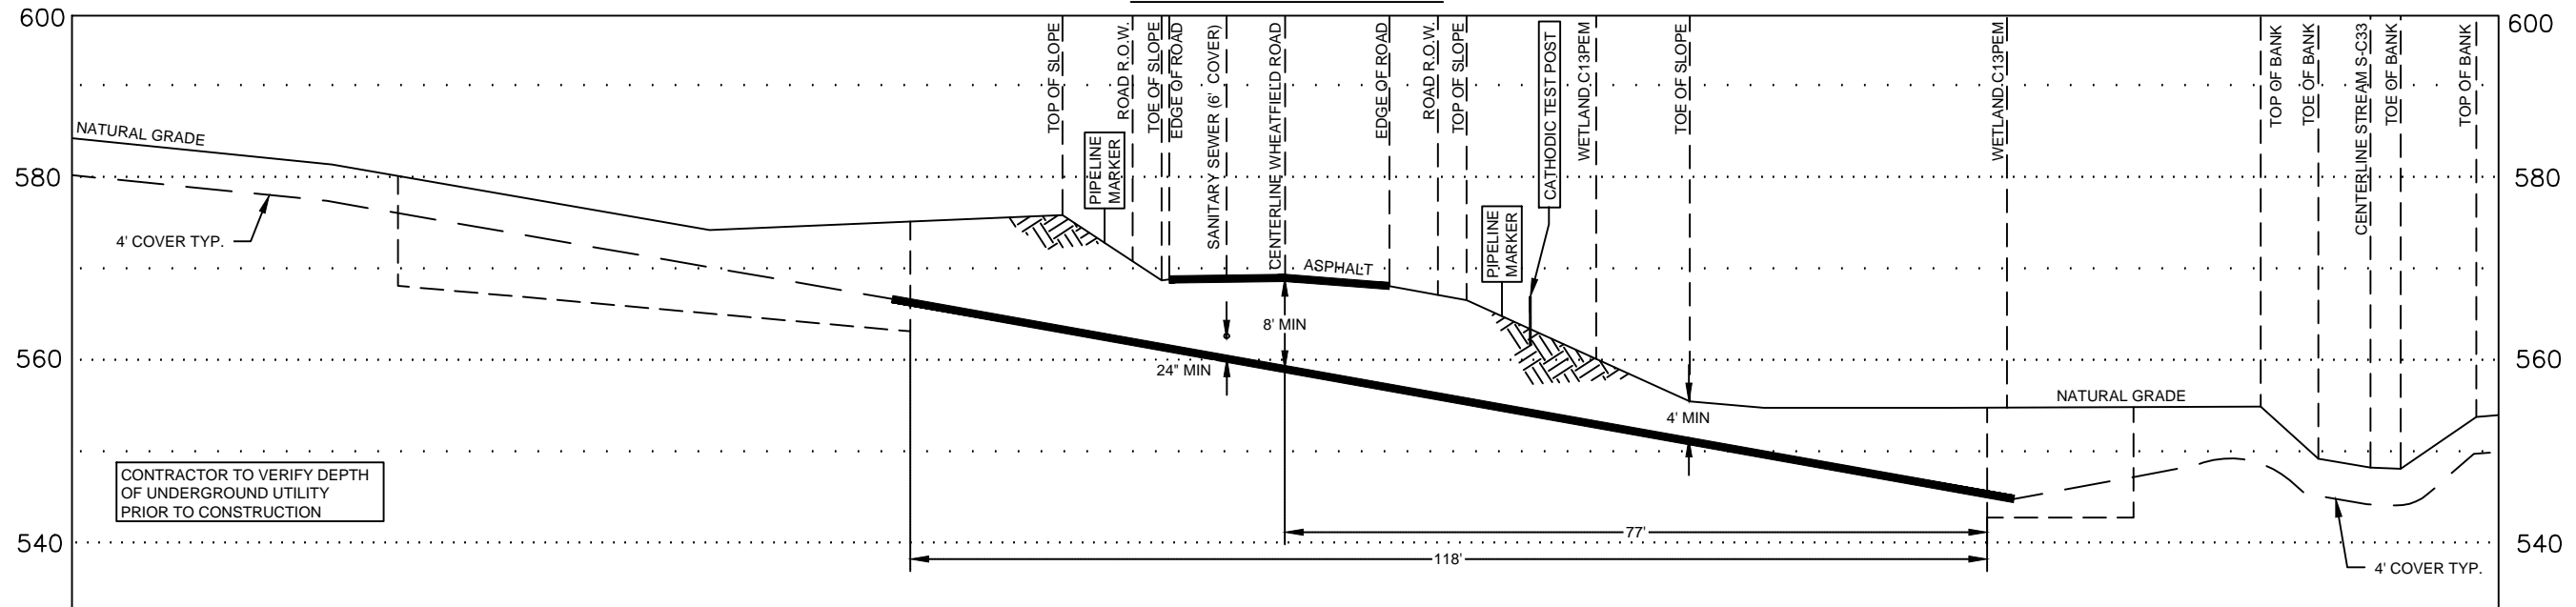 600
600
TOP OF SLOPE
ROAD R.O.W.
TOE OF SLOPE
EDGE OF ROAD
SANITARY SEWER (6' COVER)
CENTERLINE WHEATFIELD ROAD
EDGE OF ROAD
ROAD R.O.W.
TOP OF SLOPE
CATHODIC TEST POST
WETLAND C13PEM
TOE OF SLOPE
WETLAND C13PEM
TOP OF BANK
TOE OF BANK
CENTERLINE STREAM S-C33
TOE OF BANK
TOP OF BANK
NATURAL GRADE
PIPELINE
MARKER
580
580
4' COVER TYP.
PIPELINE
MARKER
ASPHALT
8' MIN
24" MIN
560
560
4' MIN
NATURAL GRADE
CONTRACTOR TO VERIFY DEPTH
OF UNDERGROUND UTILITY
PRIOR TO CONSTRUCTION
77'
540
540
118'
4' COVER TYP.